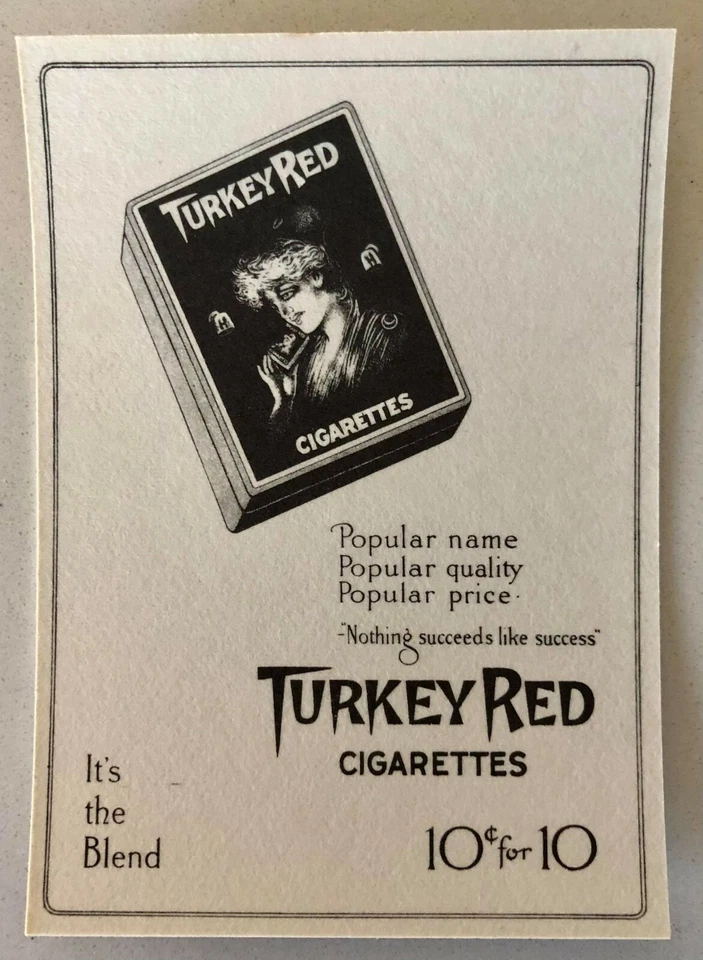 TURKEY RED
CIGARETTES
Popular name
Popular quality
Popular price.
-"Nothing succeeds like success"
TURKEY RED
CIGARETTES
It's
the
Blend
10¢ for 10